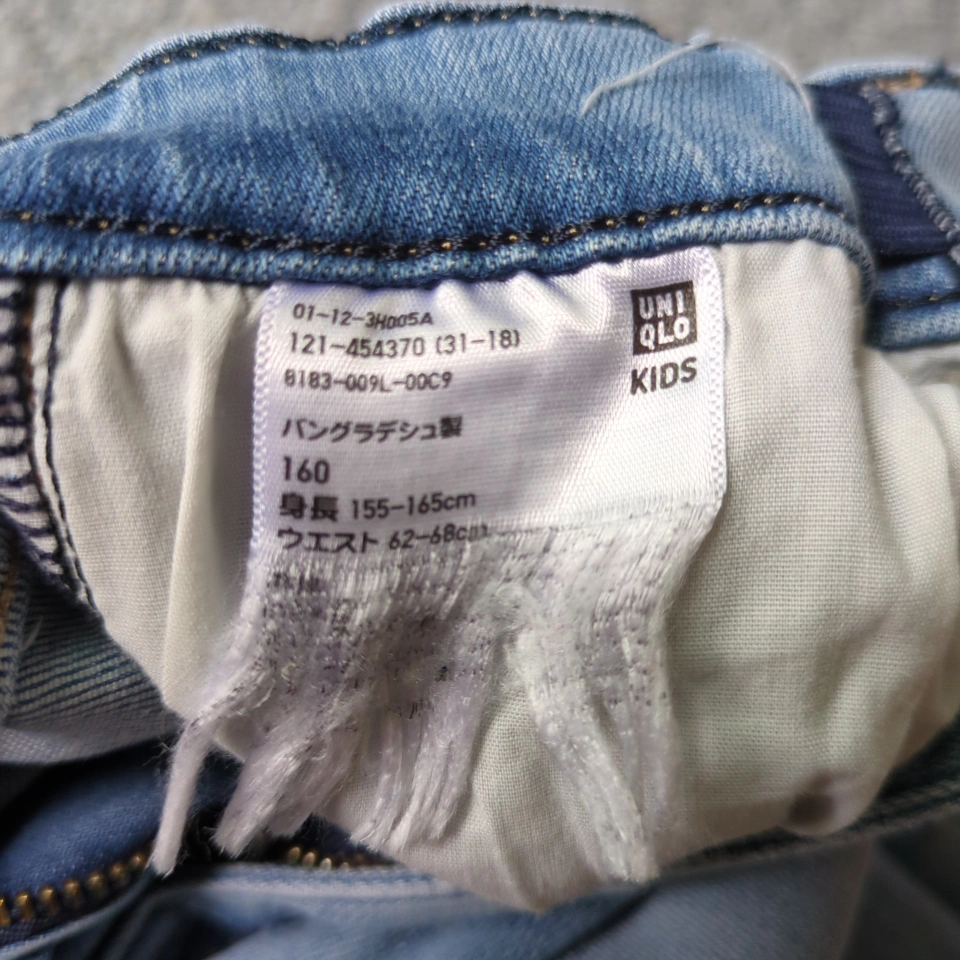 01-12-3H005A
121-454370 (31-18)
8183-009L-00C9
UNI
QLO
KIDS
バングラデシュ製
160
身長 155-165cm
ウエスト 62-68cm